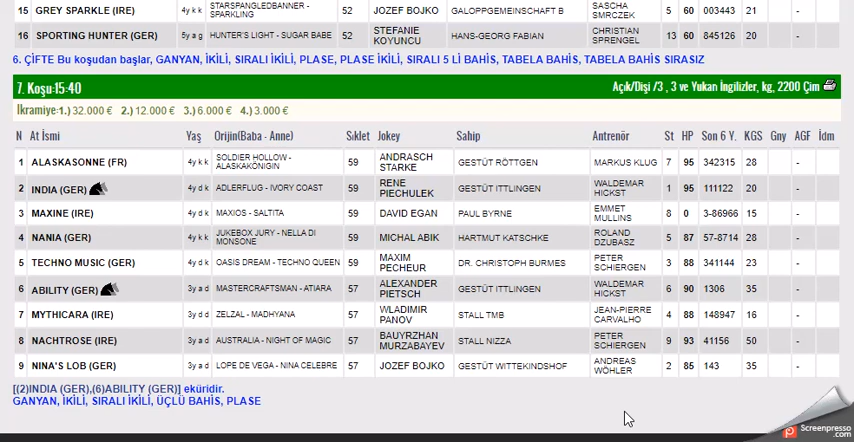 15 GREY SPARKLE (IRE) 4y k k STARSPANGLEDBANNER - SPARKLING 52 JOZEF BOJKO GALOPPGEMEINSCHAFT B SASCHA SMRCZEK 5 60 003443 21 -
16 SPORTING HUNTER (GER) 5y a g HUNTER'S LIGHT - SUGAR BABE 52 STEFANIE KOYUNCU HANS-GEORG FABIAN CHRISTIAN SPRENGEL 13 60 845126 20 -
6. ÇİFTE Bu koşudan başlar, GANYAN, İKİLİ, SIRALI İKİLİ, PLASE, PLASE İKİLİ, SIRALI 5 Lİ BAHİS, TABELA BAHİS, TABELA BAHİS SIRASIZ
7. Koşu:15:40 Açık/Dişi /3 , 3 ve Yukarı İngilizler, kg, 2200 Çim
İkramiye:1.) 32.000 € 2.) 12.000 € 3.) 6.000 € 4.) 3.000 €
N At İsmi Yaş Orijin(Baba - Anne) Sıklet Jokey Sahip Antrenör St HP Son 6 Y. KGS Gny AGF İdm
1 ALASKASONNE (FR) 4y k k SOLDIER HOLLOW - ALASKAKÖNIGIN 59 ANDRASCH STARKE GESTÜT RÖTTGEN MARKUS KLUG 7 95 342315 28 -
2 INDIA (GER) 4y d k ADLERFLUG - IVORY COAST 59 RENE PIECHULEK GESTÜT ITTLINGEN WALDEMAR HICKST 1 95 111122 20 -
3 MAXINE (IRE) 4y d k MAXIOS - SALTITA 59 DAVID EGAN PAUL BYRNE EMMET MULLINS 8 0 3-86966 15 -
4 NANIA (GER) 4y k k JUKEBOX JURY - NELLA DI MONSONE 59 MICHAL ABIK HARTMUT KATSCHKE ROLAND DZUBASZ 5 87 57-8714 28 -
5 TECHNO MUSIC (GER) 4y d k OASIS DREAM - TECHNO QUEEN 59 MAXIM PECHEUR DR. CHRISTOPH BURMES PETER SCHIERGEN 3 88 341144 23 -
6 ABILITY (GER) 3y a d MASTERCRAFTSMAN - ATIARA 57 ALEXANDER PIETSCH GESTÜT ITTLINGEN WALDEMAR HICKST 6 90 1306 35 -
7 MYTHICARA (IRE) 3y d d ZELZAL - MADHYANA 57 WLADIMIR PANOV STALL TMB JEAN-PIERRE CARVALHO 4 88 148947 16 -
8 NACHTROSE (IRE) 3y a d AUSTRALIA - NIGHT OF MAGIC 57 BAUYRZHAN MURZABAYEV STALL NIZZA PETER SCHIERGEN 9 93 41156 50 -
9 NINA'S LOB (GER) 3y a d LOPE DE VEGA - NINA CELEBRE 57 JOZEF BOJKO GESTÜT WITTEKINDSHOF ANDREAS WÖHLER 2 85 143 35 -
[(2)INDIA (GER),(6)ABILITY (GER)] eküridir.
GANYAN, İKİLİ, SIRALI İKİLİ, ÜÇLÜ BAHİS, PLASE
Screenpresso
.com